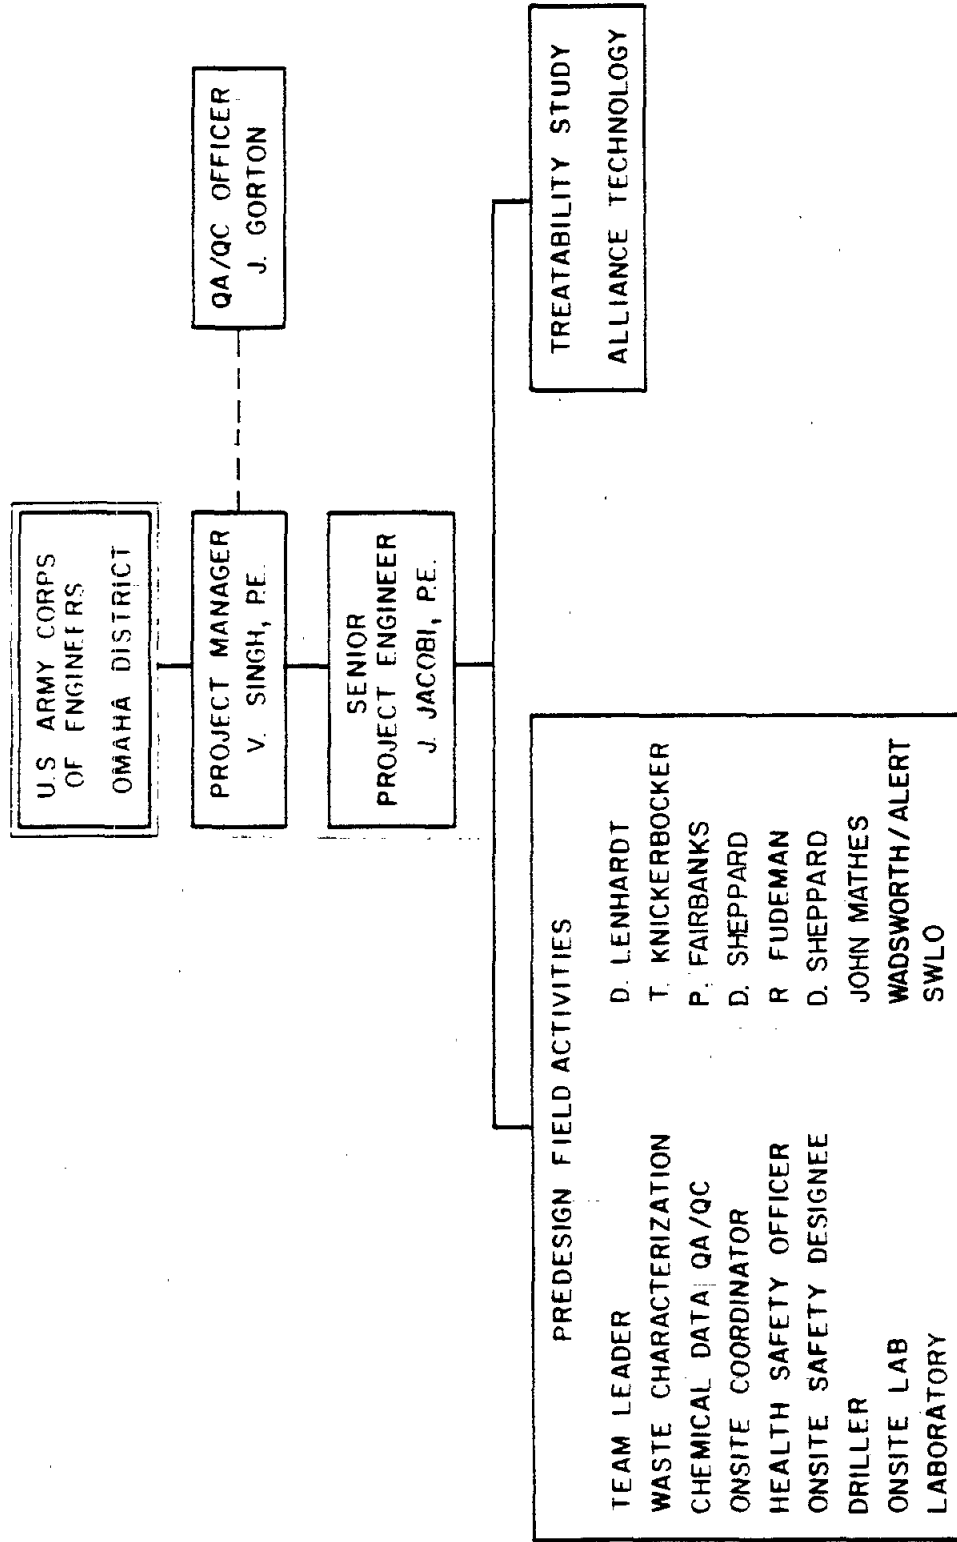 U.S ARMY CORPS
OF ENGINEERS
OMAHA DISTRICT
PROJECT MANAGER
V. SINGH, P.E.
QA/QC OFFICER
J. GORTON
SENIOR
PROJECT ENGINEER
J. JACOBI, P.E.
PREDESIGN FIELD ACTIVITIES
TEAM LEADER D. LENHARDT
WASTE CHARACTERIZATION T. KNICKERBOCKER
CHEMICAL DATA QA/QC P. FAIRBANKS
ONSITE COORDINATOR D. SHEPPARD
HEALTH SAFETY OFFICER R FUDEMAN
ONSITE SAFETY DESIGNEE D. SHEPPARD
DRILLER JOHN MATHES
ONSITE LAB WADSWORTH/ALERT
LABORATORY SWLO
TREATABILITY STUDY
ALLIANCE TECHNOLOGY